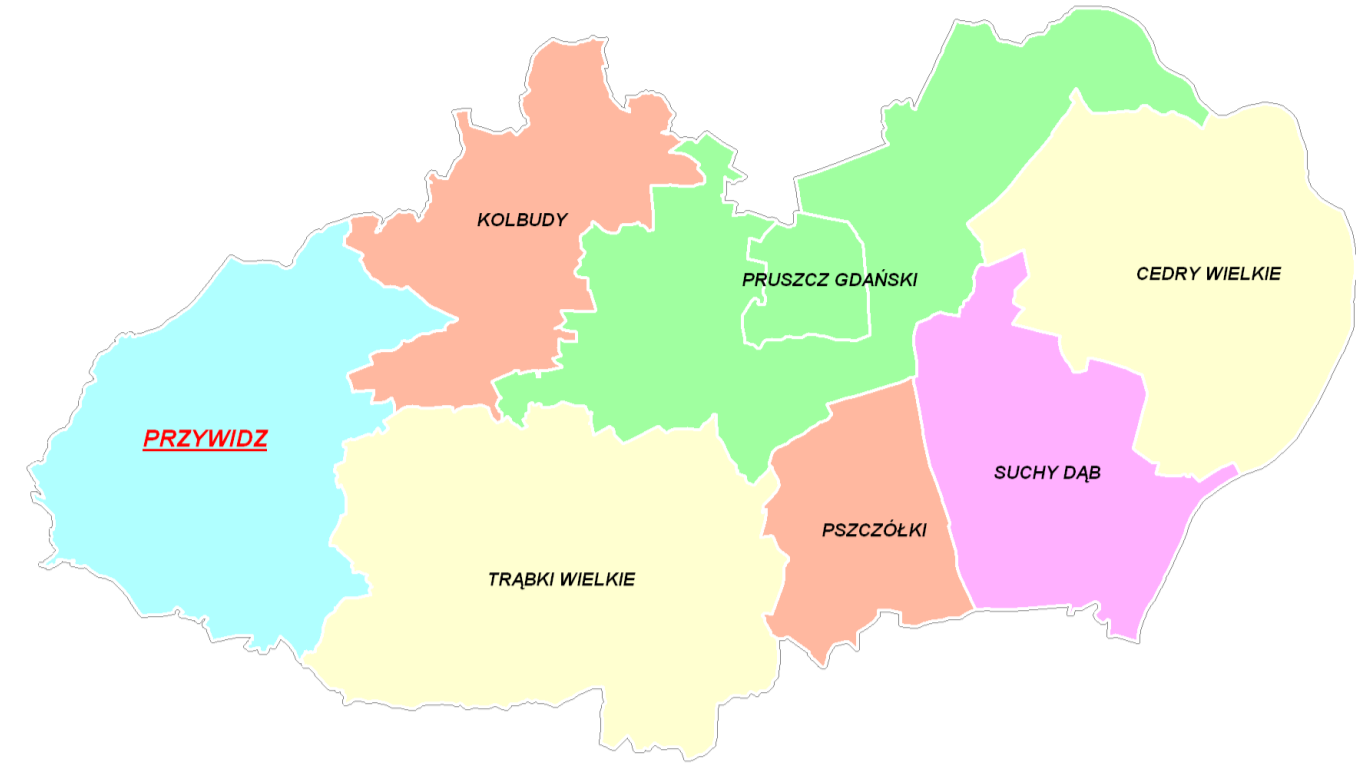 KOLBUDY
PRUSZCZ GDAŃSKI
CEDRY WIELKIE
PRZYWIDZ
SUCHY DĄB
PSZCZÓŁKI
TRĄBKI WIELKIE